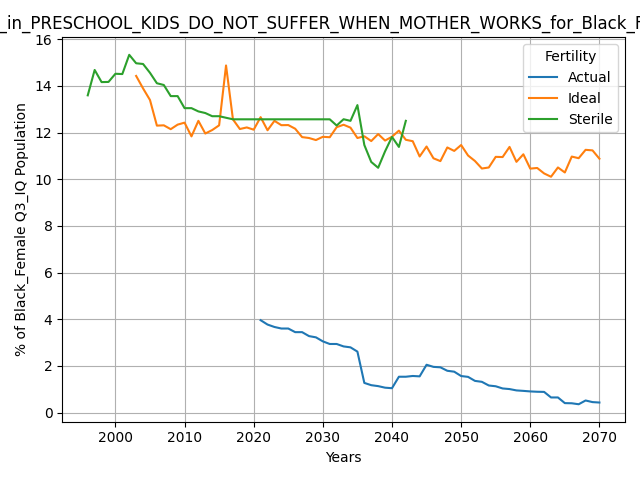 _in_PRESCHOOL_KIDS_DO_NOT_SUFFER_WHEN_MOTHER_WORKS_for_Black_F
% of Black_Female Q3_IQ Population
16
14
12
10
8
6
4
2
0
Fertility
Actual
Ideal
Sterile
2000 2010 2020 2030 2040 2050 2060 2070
Years